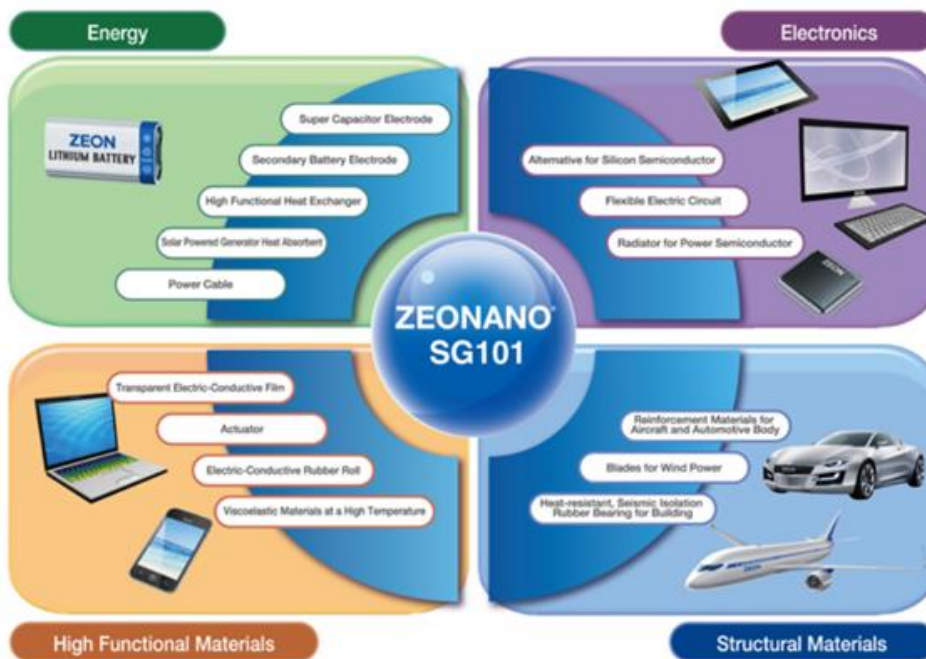 Energy
Electronics
ZEON
LITHIUM BATTERY
Super Capacitor Electrode
Secondary Battery Electrode
High Functional Heat Exchanger
Solar Powered Generator Heat Absorbent
Power Cable
Alternative for Silicon Semiconductor
Flexible Electric Circuit
Radiator for Power Semiconductor
ZEON
ZEONANO®
SG101
Transparent Electric-Conductive Film
Actuator
Electric-Conductive Rubber Roll
Viscoelastic Materials at a High Temperature
Reinforcement Materials for
Aircraft and Automotive Body
Blades for Wind Power
Heat-resistant, Seismic Isolation
Rubber Bearing for Building
ZEON
High Functional Materials
Structural Materials